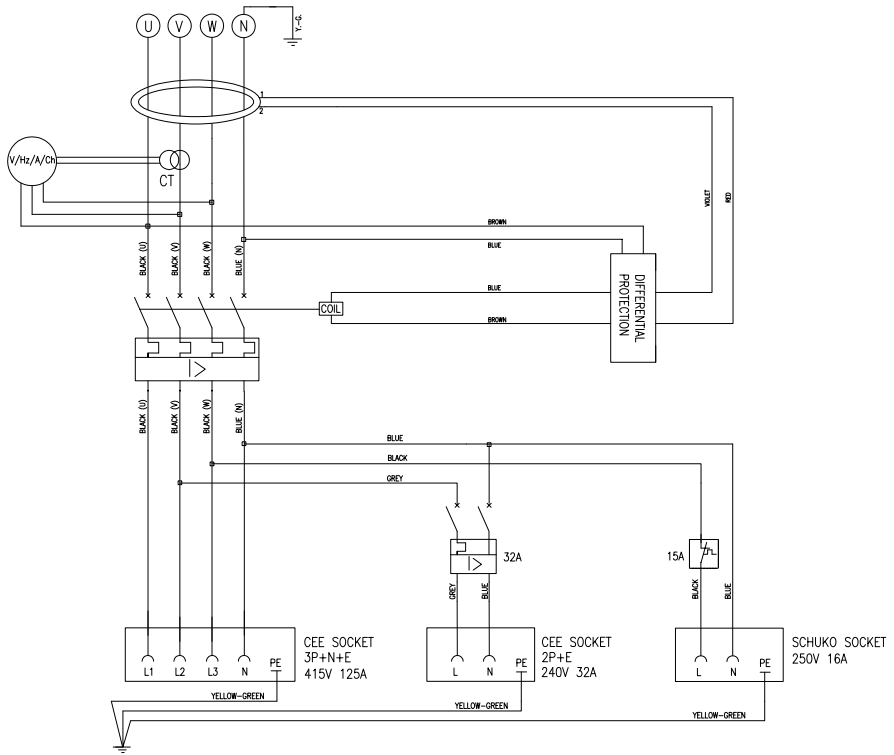 U V W N
Y.-G.
1
2
V/Hz/A/Ch
CT
BROWN
BLUE
VIOLET
RED
BLACK (U)
BLACK (V)
BLACK (W)
BLUE (N)
DIFFERENTIAL
PROTECTION
BLUE
COIL
BROWN
BLACK (U)
BLACK (V)
BLACK (W)
BLUE (N)
BLUE
BLACK
GREY
32A
15A
GREY
BLUE
BLACK
BLUE
L1 L2 L3 N PE
CEE SOCKET
3P+N+E
415V 125A
L N PE
CEE SOCKET
2P+E
240V 32A
L N PE
SCHUKO SOCKET
250V 16A
YELLOW-GREEN
YELLOW-GREEN
YELLOW-GREEN